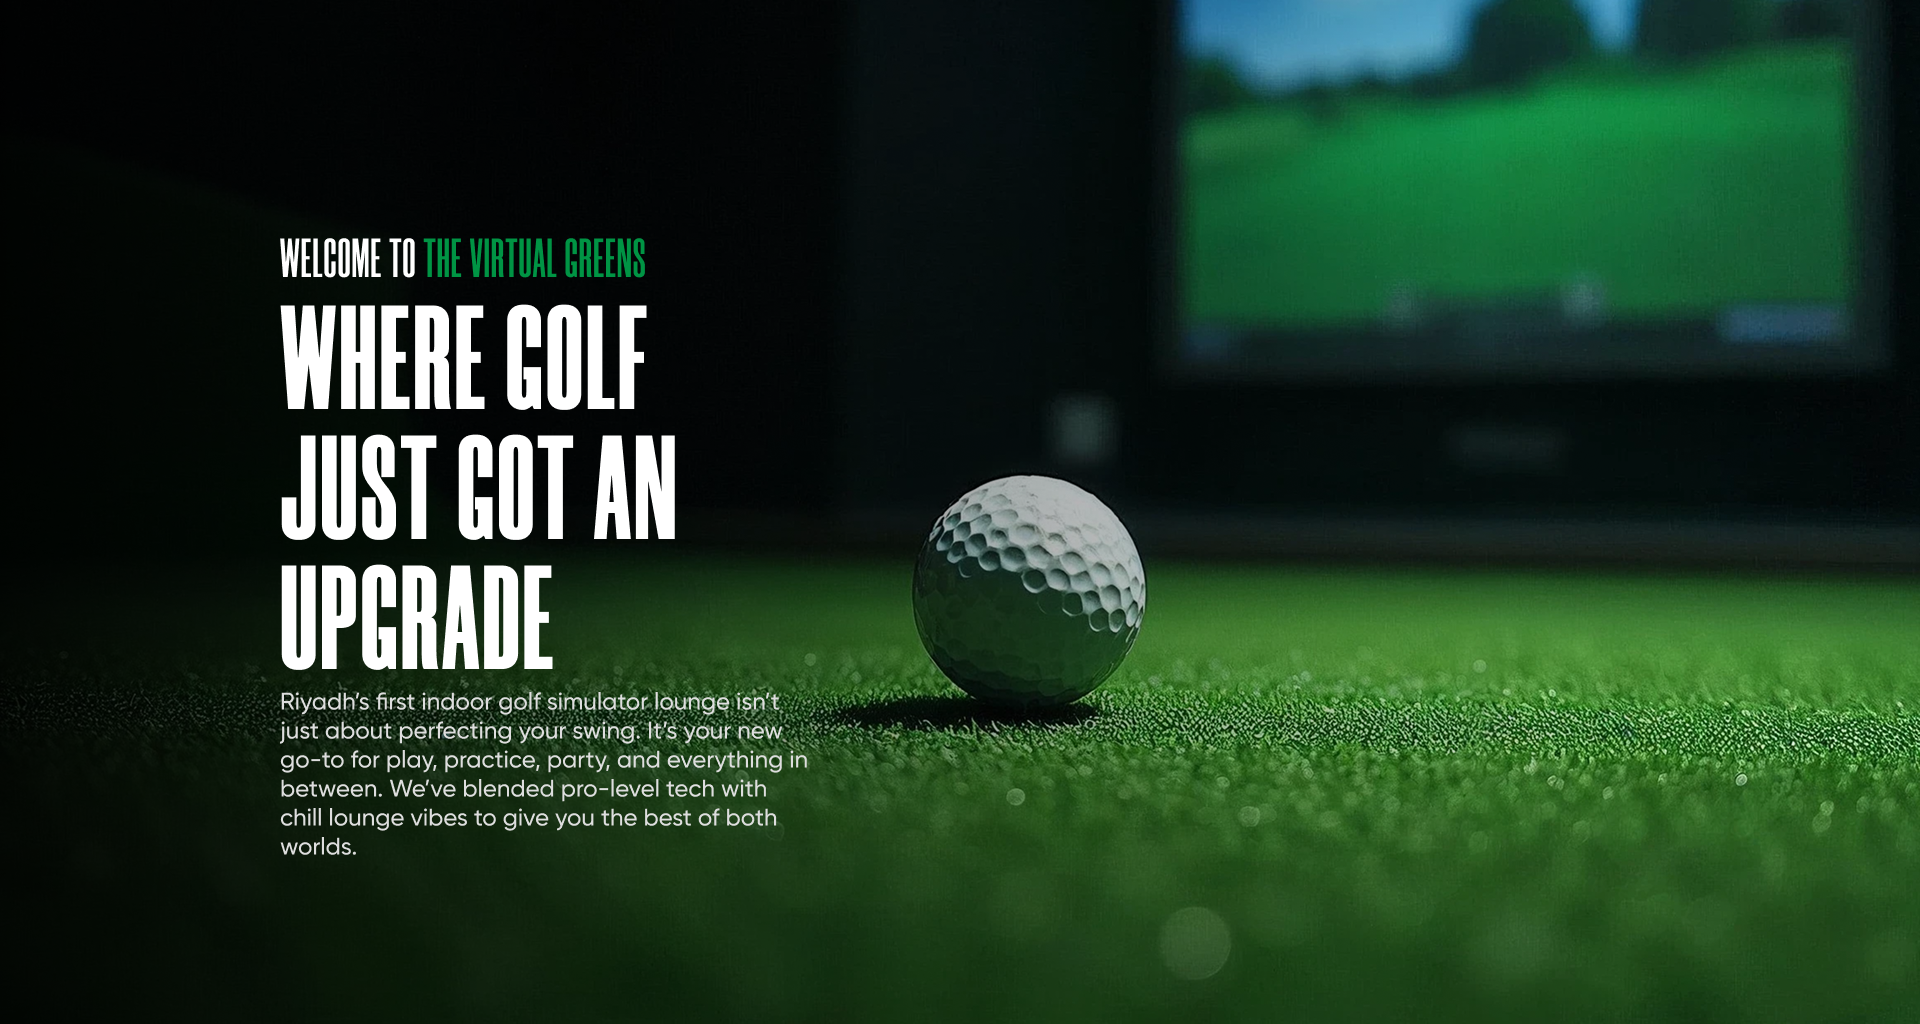 WELCOME TO THE VIRTUAL GREENS
WHERE GOLF
JUST GOT AN
UPGRADE
Riyadh’s first indoor golf simulator lounge isn’t
just about perfecting your swing. It’s your new
go-to for play, practice, party, and everything in
between. We’ve blended pro-level tech with
chill lounge vibes to give you the best of both
worlds.